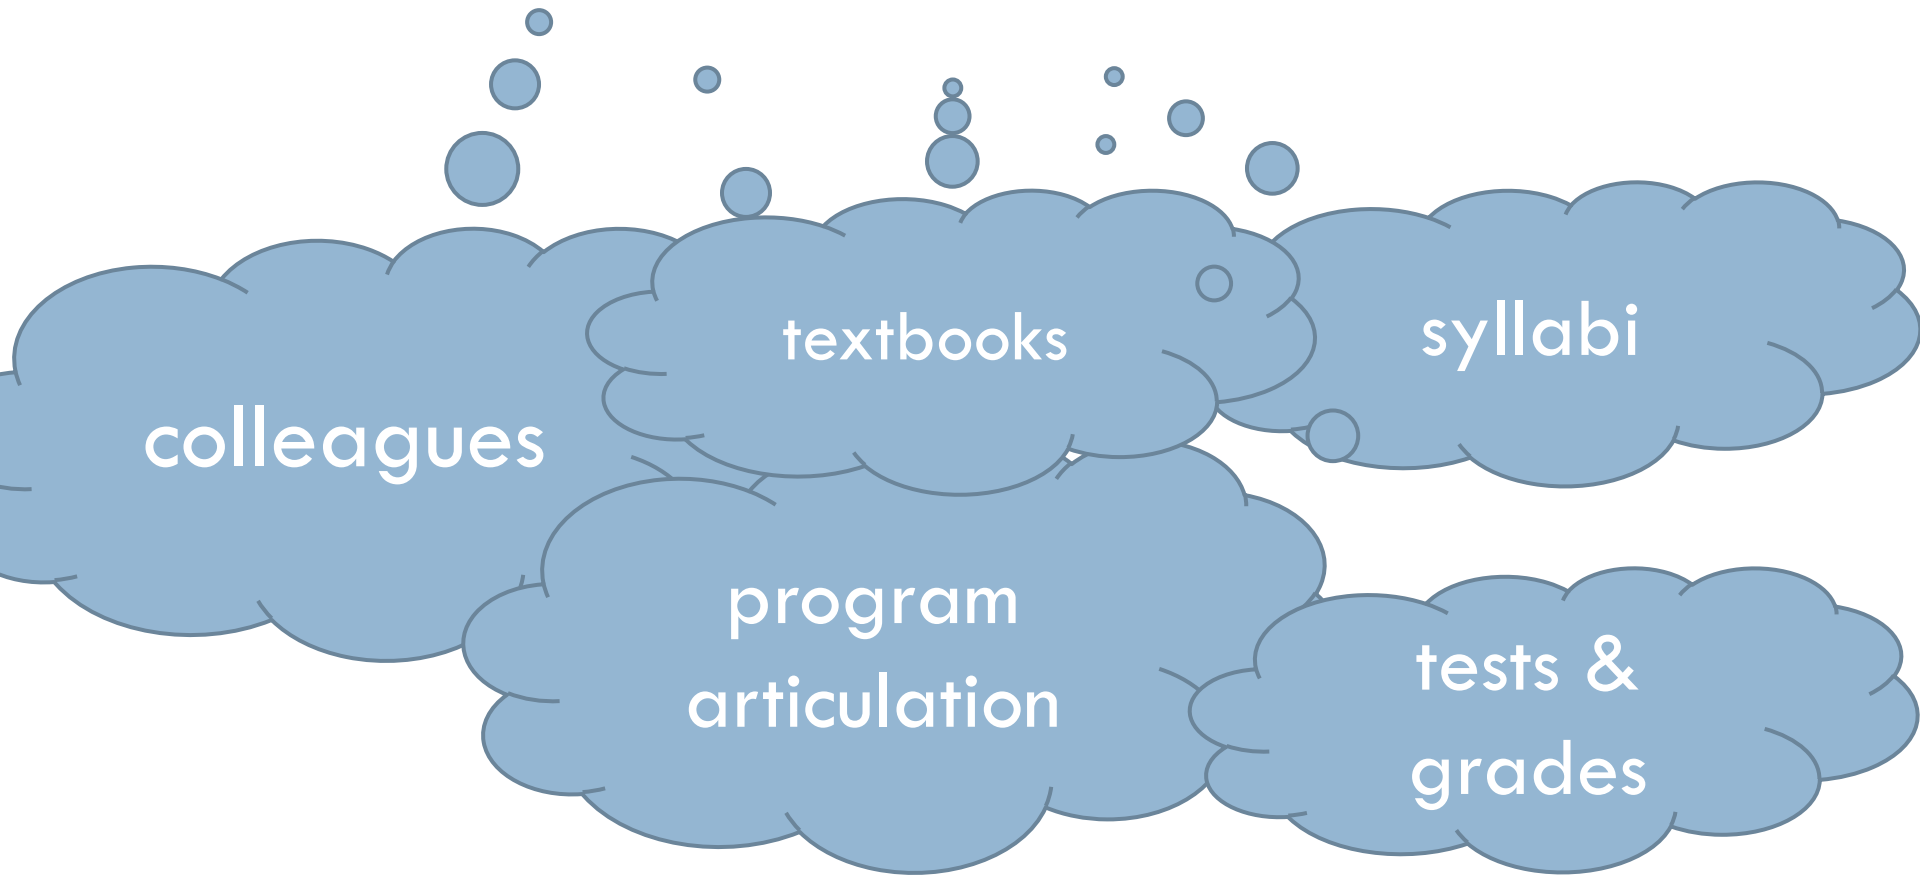 colleagues
textbooks
syllabi
program
articulation
tests &
grades